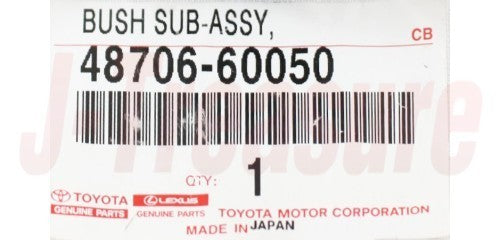 BUSH SUB-ASSY,
CB
48706-60050
J-Treasure
QTY: 1
TOYOTA LEXUS
GENUINE PARTS GENUINE PARTS TOYOTA MOTOR CORPORATION
MADE IN JAPAN